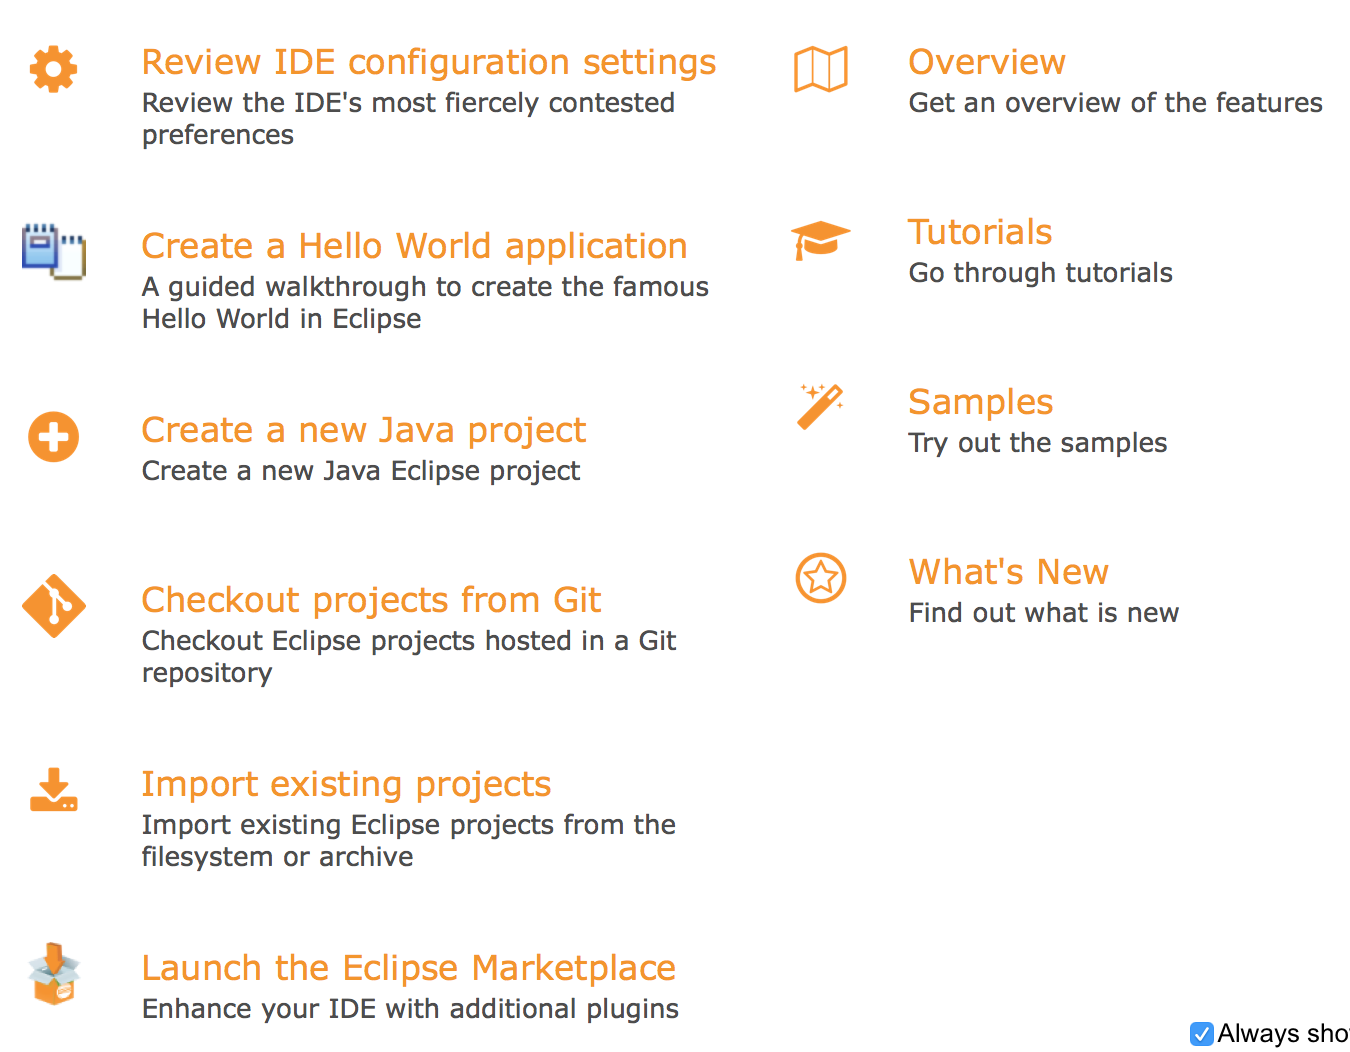 Review IDE configuration settings
Review the IDE's most fiercely contested
preferences
Create a Hello World application
A guided walkthrough to create the famous
Hello World in Eclipse
Create a new Java project
Create a new Java Eclipse project
Checkout projects from Git
Checkout Eclipse projects hosted in a Git
repository
Import existing projects
Import existing Eclipse projects from the
filesystem or archive
Launch the Eclipse Marketplace
Enhance your IDE with additional plugins
Overview
Get an overview of the features
Tutorials
Go through tutorials
Samples
Try out the samples
What's New
Find out what is new
Always